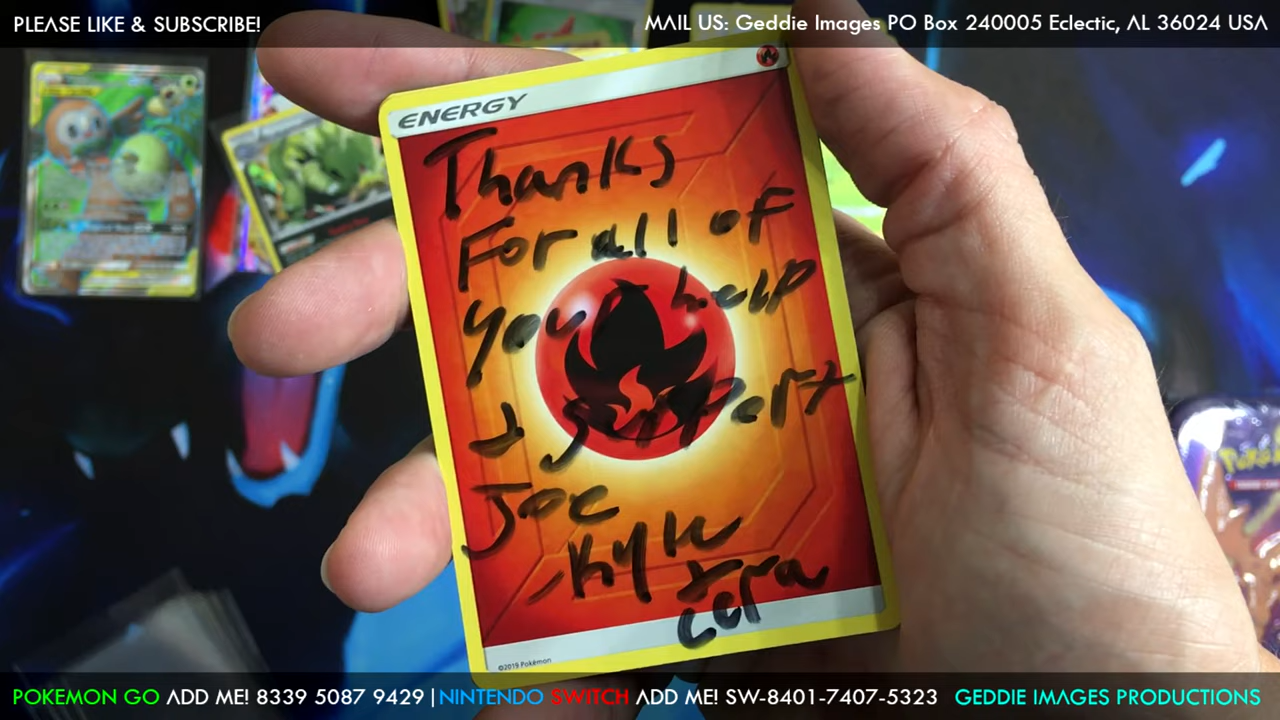 PLEASE LIKE & SUBSCRIBE!
MAIL US: Geddie Images PO Box 240005 Eclectic, AL 36024 USA
ENERGY
Thanks
For all of
your help
+ support
Joe
, Kyle
+ cora
©2019 Pokémon
POKEMON GO ADD ME! 8339 5087 9429 | NINTENDO SWITCH ADD ME! SW-8401-7407-5323 GEDDIE IMAGES PRODUCTIONS